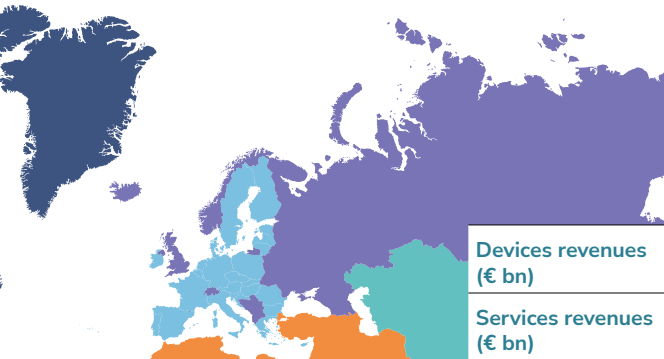 Devices revenues
(€ bn)
Services revenues
(€ bn)